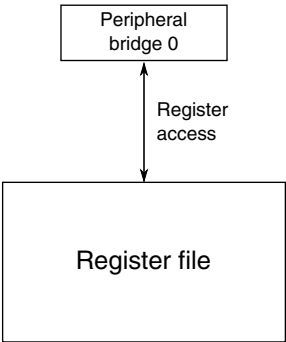 Peripheral
bridge 0
Register
access
Register file